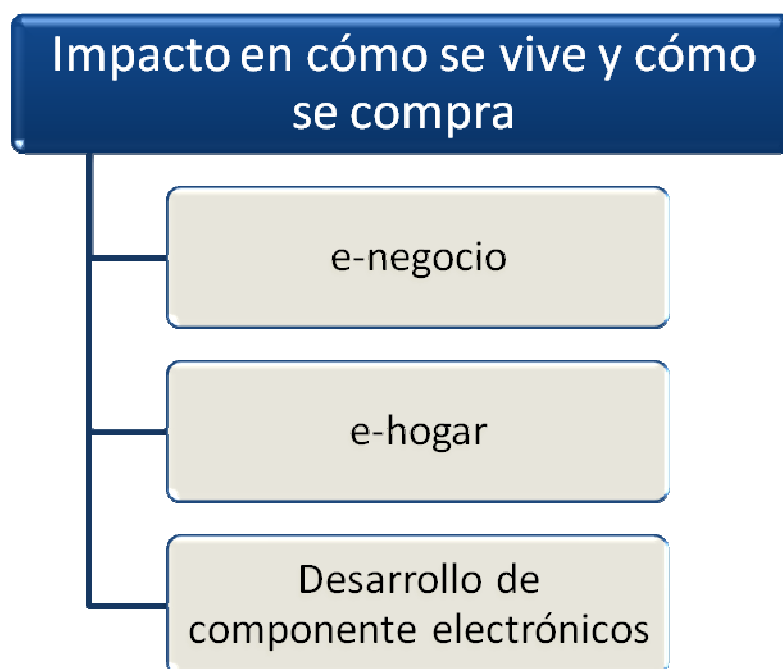 Impacto en cómo se vive y cómo
se compra
e-negocio
e-hogar
Desarrollo de
componente electrónicos